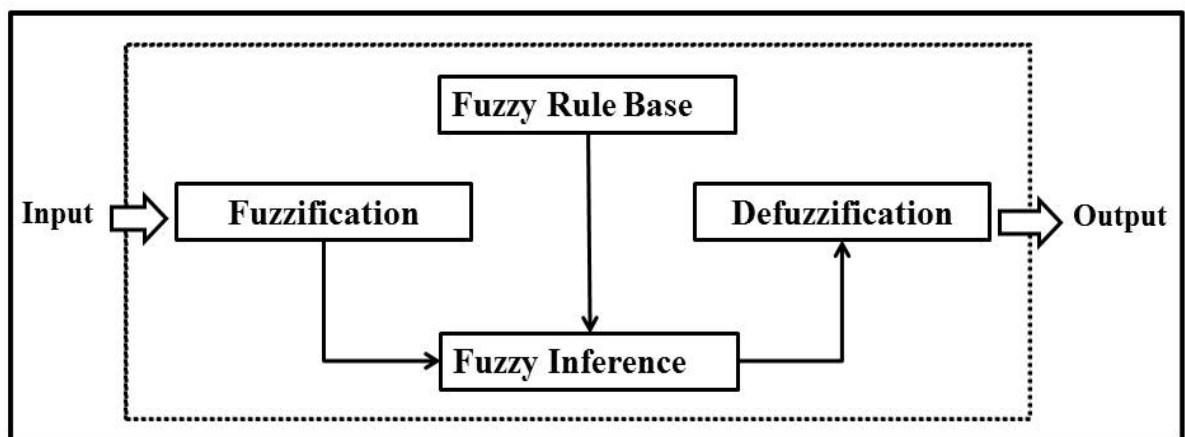 Fuzzy Rule Base
Input
Fuzzification
Defuzzification
Output
Fuzzy Inference